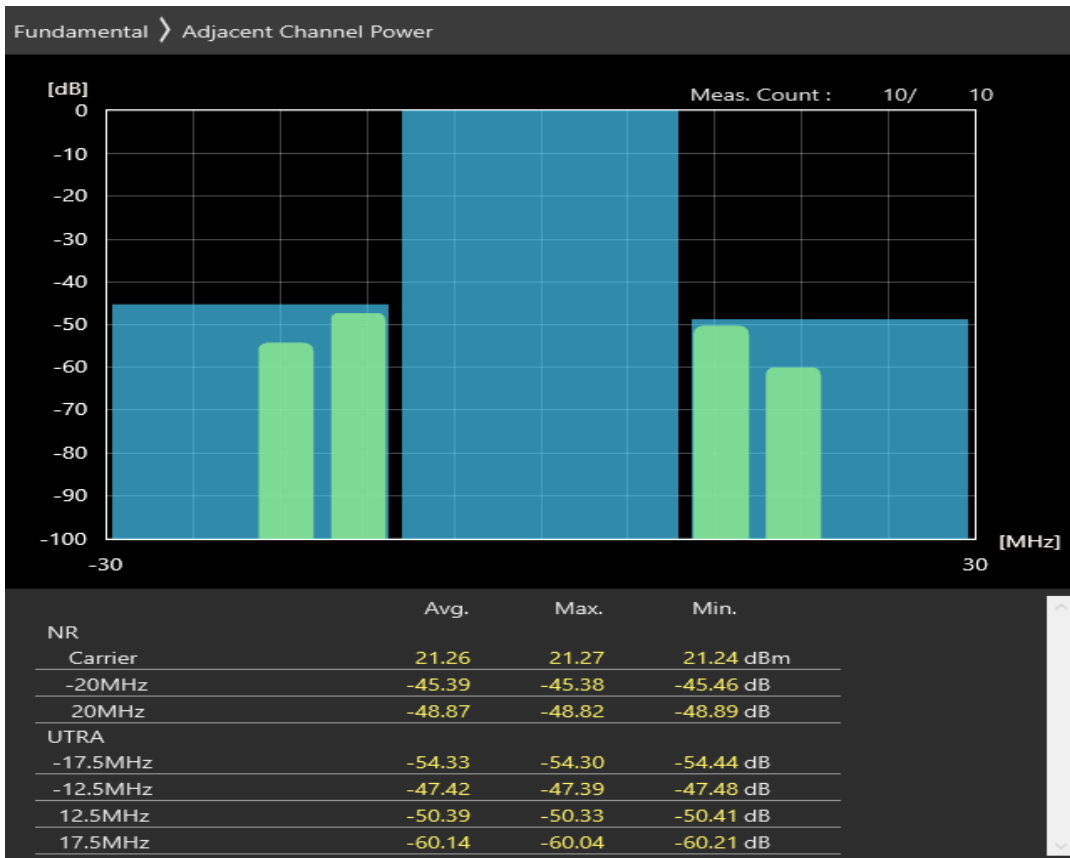 Fundamental 》 Adjacent Channel Power
[dB]
Meas. Count : 10/ 10
0
-10
-20
-30
-40
-50
-60
-70
-80
-90
-100
[MHz]
-30 30
Avg. Max. Min.
NR
Carrier 21.26 21.27 21.24 dBm
-20MHz -45.39 -45.38 -45.46 dB
20MHz -48.87 -48.82 -48.89 dB
UTRA
-17.5MHz -54.33 -54.30 -54.44 dB
-12.5MHz -47.42 -47.39 -47.48 dB
12.5MHz -50.39 -50.33 -50.41 dB
17.5MHz -60.14 -60.04 -60.21 dB